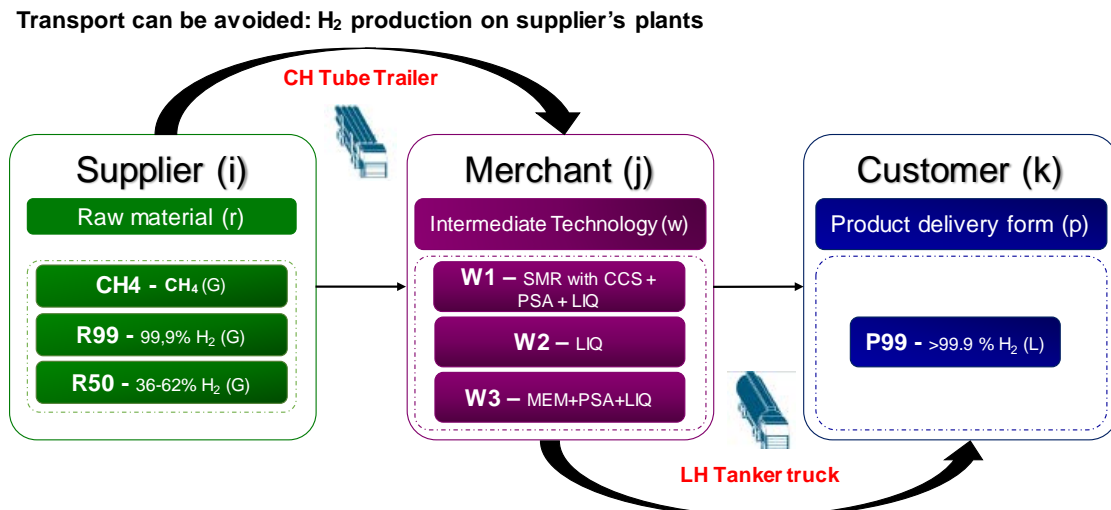 Transport can be avoided: H₂ production on supplier's plants
CH Tube Trailer
Supplier (i)
Raw material (r)
CH4 - CH₄ (G)
R99 - 99,9% H₂ (G)
R50 - 36-62% H₂ (G)
Merchant (j)
Intermediate Technology (w)
W1 – SMR with CCS +
PSA + LIQ
W2 – LIQ
W3 – MEM+PSA+LIQ
Customer (k)
Product delivery form (p)
P99 - >99.9 % H₂ (L)
LH Tanker truck